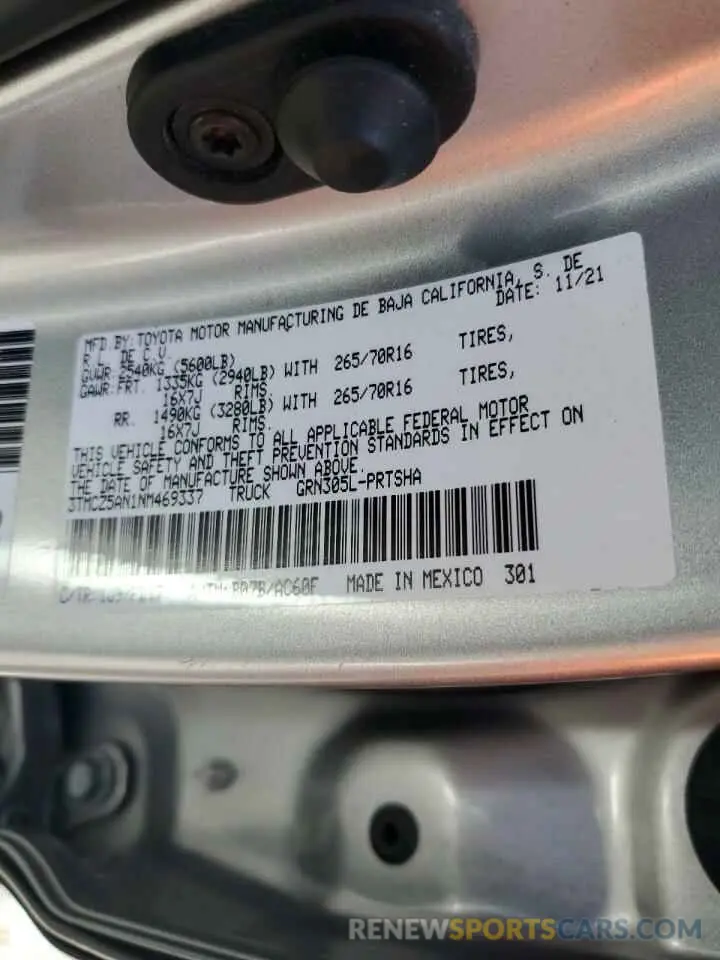 MFD BY: TOYOTA MOTOR MANUFACTURING DE BAJA CALIFORNIA, S. DE
R L. DE C.V. DATE: 11/21
GVWR 2540KG (5600LB)
GAWR: FRT. 1335KG (2940LB) WITH 265/70R16 TIRES,
16X7J RIMS
RR. 1490KG (3280LB) WITH 265/70R16 TIRES,
16X7J RIMS.
THIS VEHICLE CONFORMS TO ALL APPLICABLE FEDERAL MOTOR
VEHICLE SAFETY AND THEFT PREVENTION STANDARDS IN EFFECT ON
THE DATE OF MANUFACTURE SHOWN ABOVE.
3TMCZ5AN1NM469337 TRUCK GRN305L-PRTSHA
C/TR: B07B/AC60F MADE IN MEXICO 301
RENEWSPORTSCARS.COM